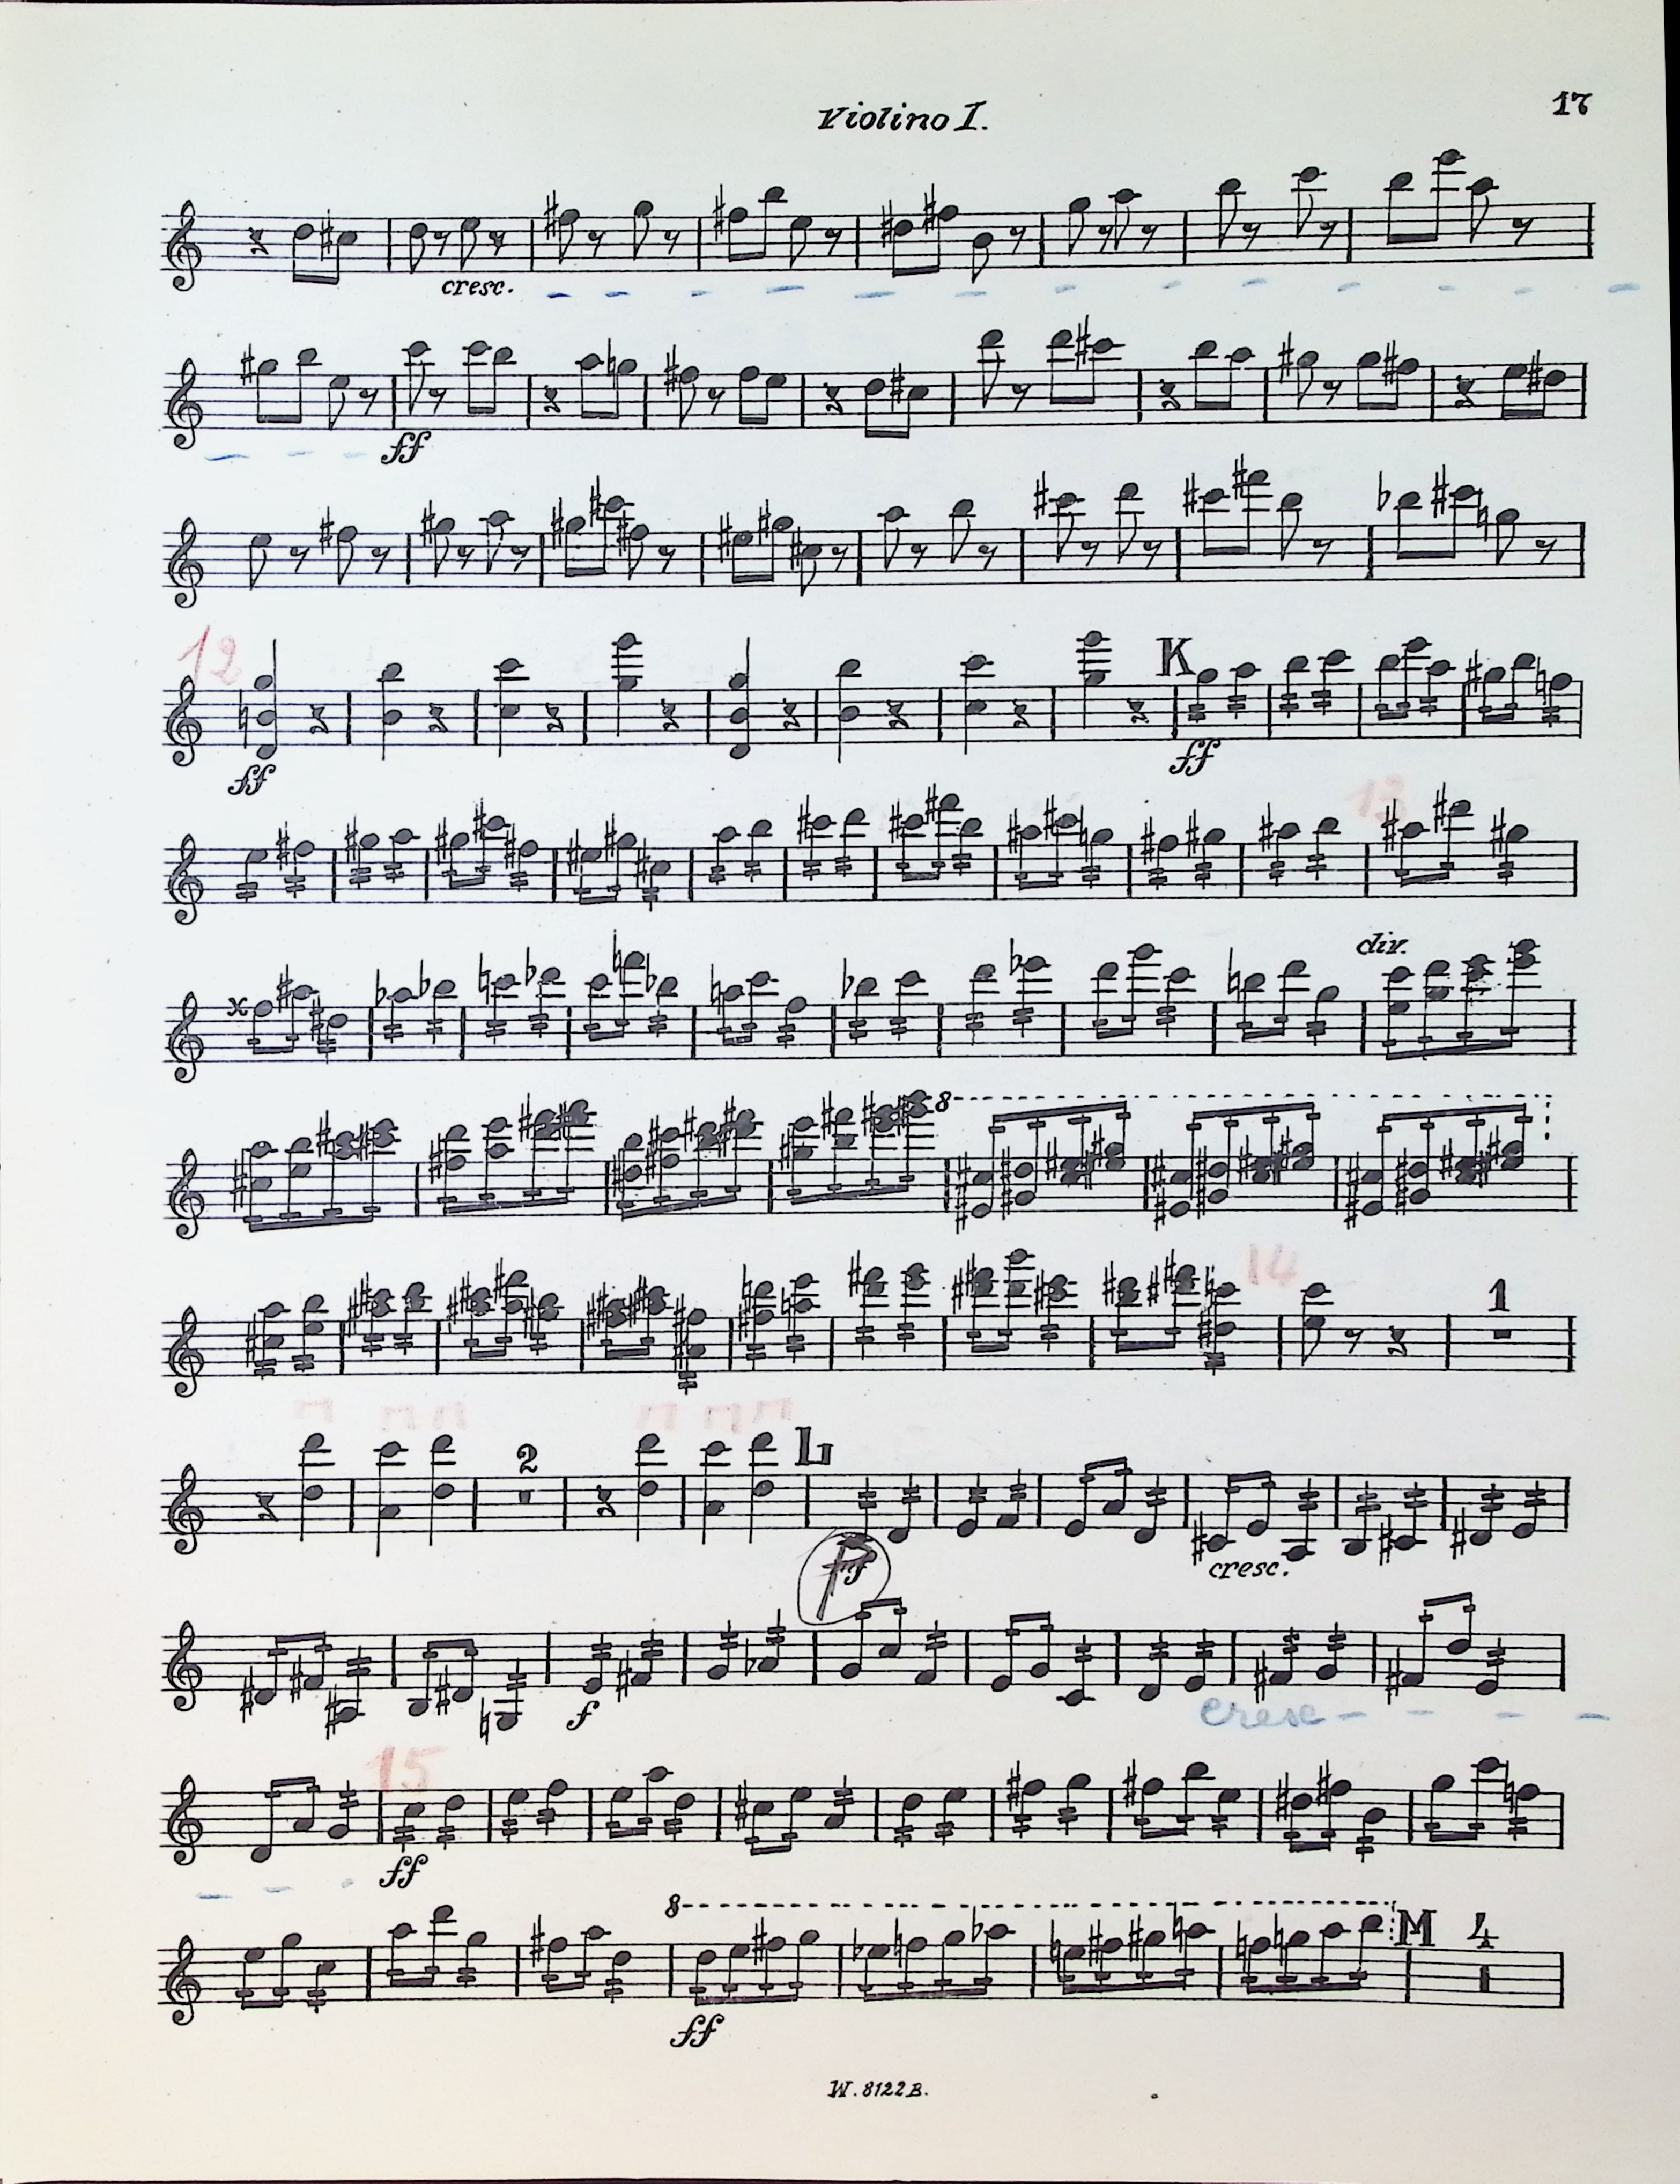 Violino I.
17
cresc.
ff
12
K
ff
ff
13
div.
8
14
1
2
L
P
ff
cresc.
f
cresc
15
ff
8
M
4
ff
W. 8122 B.